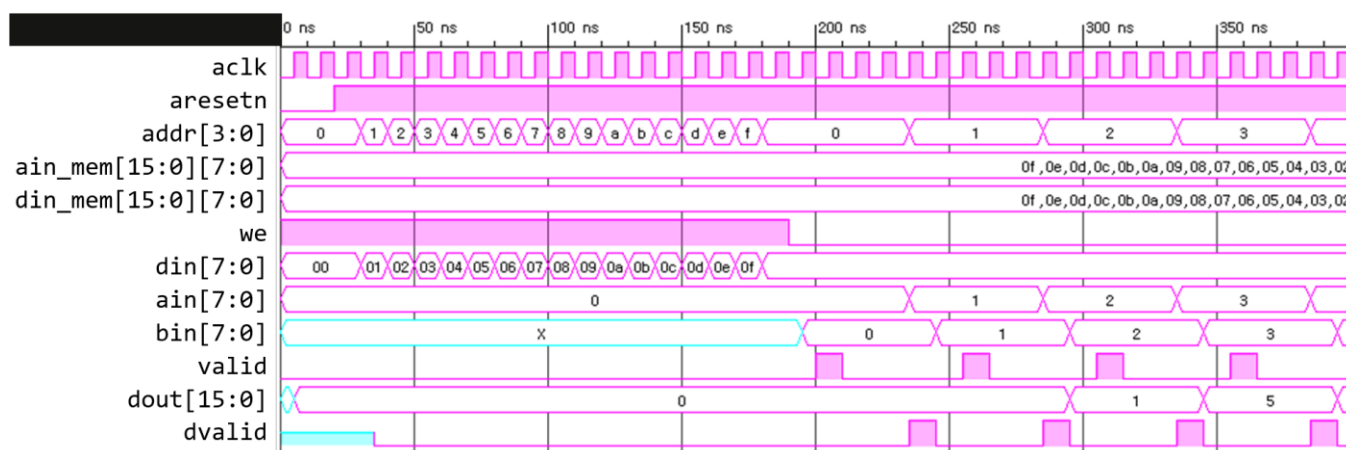 0 ns 50 ns 100 ns 150 ns 200 ns 250 ns 300 ns 350 ns
aclk
aresetn
addr[3:0] 0 1 2 3 4 5 6 7 8 9 a b c d e f 0 1 2 3
ain_mem[15:0][7:0] 0f,0e,0d,0c,0b,0a,09,08,07,06,05,04,03,02
din_mem[15:0][7:0] 0f,0e,0d,0c,0b,0a,09,08,07,06,05,04,03,02
we
din[7:0] 00 01 02 03 04 05 06 07 08 09 0a 0b 0c 0d 0e 0f
ain[7:0] 0 1 2 3
bin[7:0] X 0 1 2 3
valid
dout[15:0] 0 1 5
dvalid